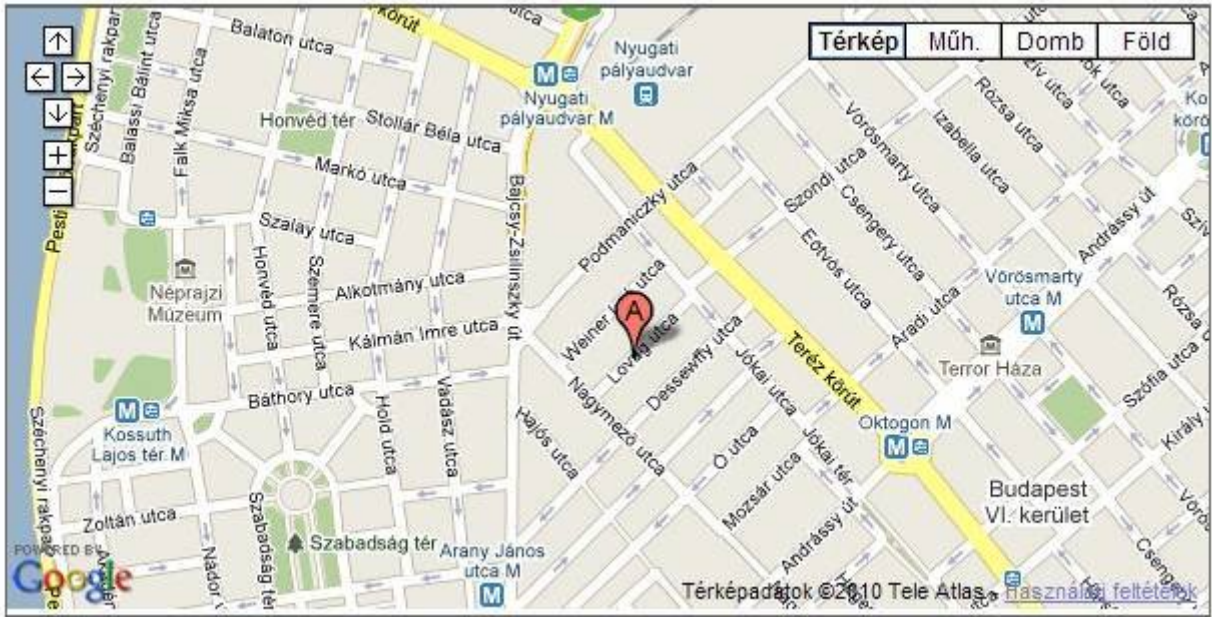 Térkép
Műh.
Domb
Föld
Balaton utca
körút
Nyugati
pályaudvar
Nyugati
pályaudvar M
Széchenyi rakpart
Balassi Bálint utca
Falk Miksa utca
Honvéd tér
Stollár Béla utca
Markó utca
Szalay utca
Bajcsy-Zsilinszky út
Podmaniczky utca
Szondi utca
Vörösmarty utca
Izabella utca
Rózsa utca
Csengery utca
Eötvös utca
Andrássy út
Néprajzi
Múzeum
Honvéd utca
Szemere utca
Alkotmány utca
Kálmán Imre utca
Báthory utca
Hold utca
Vadász utca
A
Weiner
utca
Lovag utca
Dessewffy utca
Teréz körút
Jókai utca
Jókai tér
Aradi utca
Vörösmarty
utca M
Terror Háza
Rózsa
Szófia utca
Király
Oktogon M
Kossuth
Lajos tér M
Széchenyi rakpa
Hajós utca
Nagymező utca
Ó utca
Mozsár utca
Andrássy út
Budapest
VI. kerület
Zoltán utca
Nádor u
Szabadság tér
Szabadság tér
Arany János
utca M
Csenge
POWERED BY
Google
Térképadatok ©2010 Tele Atlas - Használati feltételek